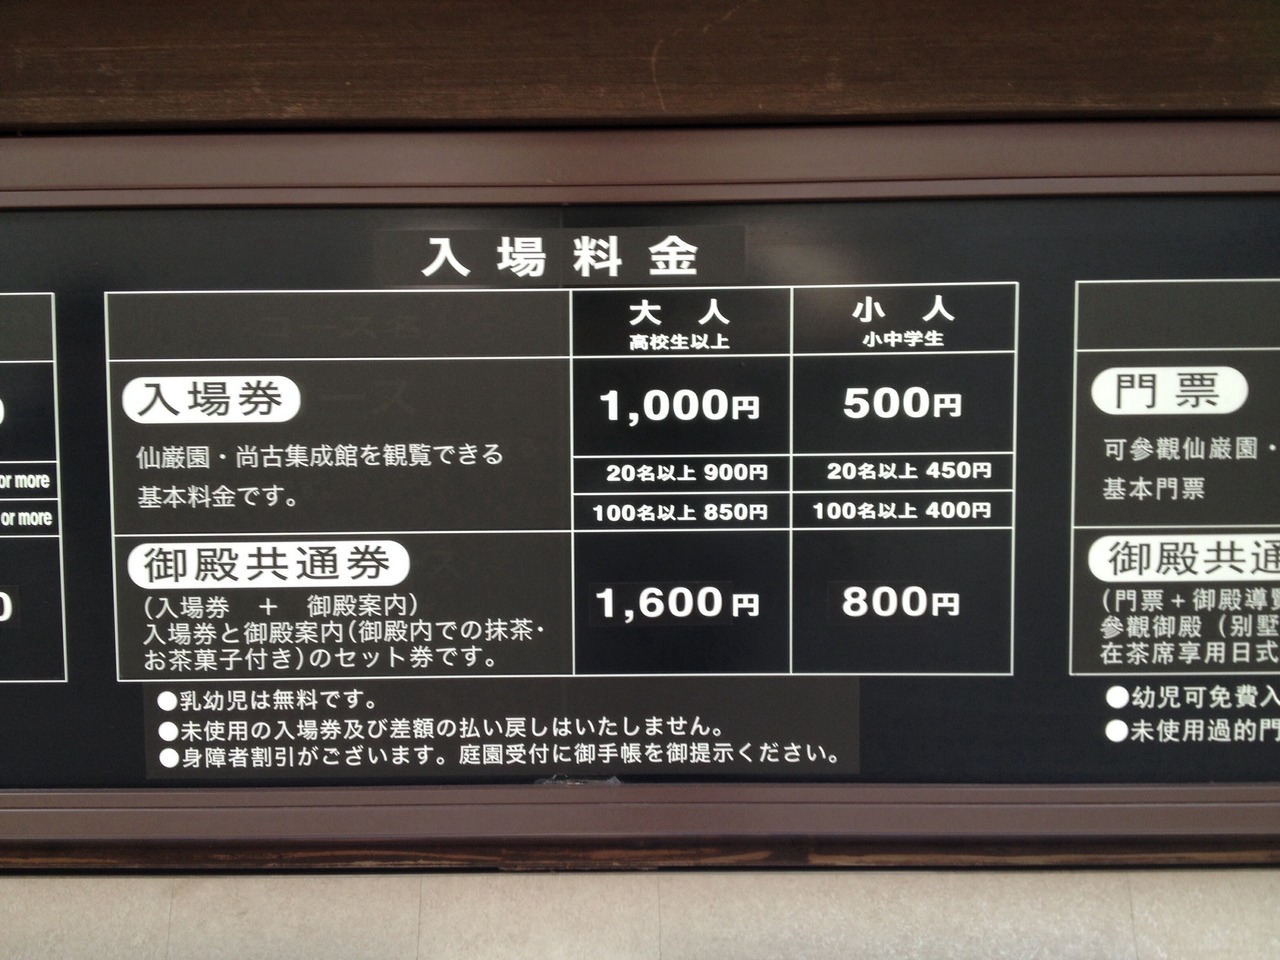 入場料金
大人
高校生以上
小人
小中学生
入場券
仙巌園・尚古集成館を観覧できる
基本料金です。
1,000円
500円
20名以上 900円
20名以上 450円
100名以上 850円
100名以上 400円
御殿共通券
(入場券 + 御殿案内)
入場券と御殿案内(御殿内での抹茶・
お茶菓子付き)のセット券です。
1,600円
800円
●乳幼児は無料です。
●未使用の入場券及び差額の払い戻しはいたしません。
●身障者割引がございます。庭園受付に御手帳を御提示ください。
or more
or more
0
門票
可參觀仙巌園・
基本門票
御殿共通
(門票+御殿導覽
參觀御殿(別墅
在茶席享用日式
●幼児可免費入
●未使用過的門